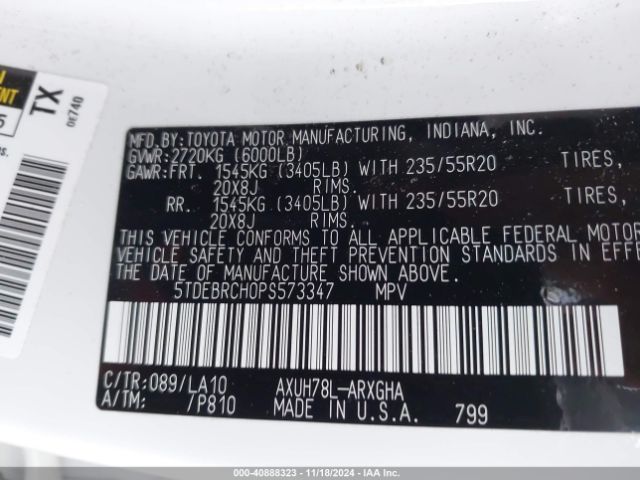 MFD.BY:TOYOTA MOTOR MANUFACTURING, INDIANA, INC.
GVWR:2720KG (6000LB)
GAWR:FRT. 1545KG (3405LB) WITH 235/55R20 TIRES,
20X8J RIMS.
RR. 1545KG (3405LB) WITH 235/55R20 TIRES,
20X8J RIMS.
THIS VEHICLE CONFORMS TO ALL APPLICABLE FEDERAL MOTOR
VEHICLE SAFETY AND THEFT PREVENTION STANDARDS IN EFFE
THE DATE OF MANUFACTURE SHOWN ABOVE.
5TDEBRCH0PS573347 MPV
C/TR:089/LA10 AXUH78L-ARXGHA
A/TM: /P810 MADE IN U.S.A. 799
TX
0E740
000-40888323 - 11/18/2024 - IAA Inc.